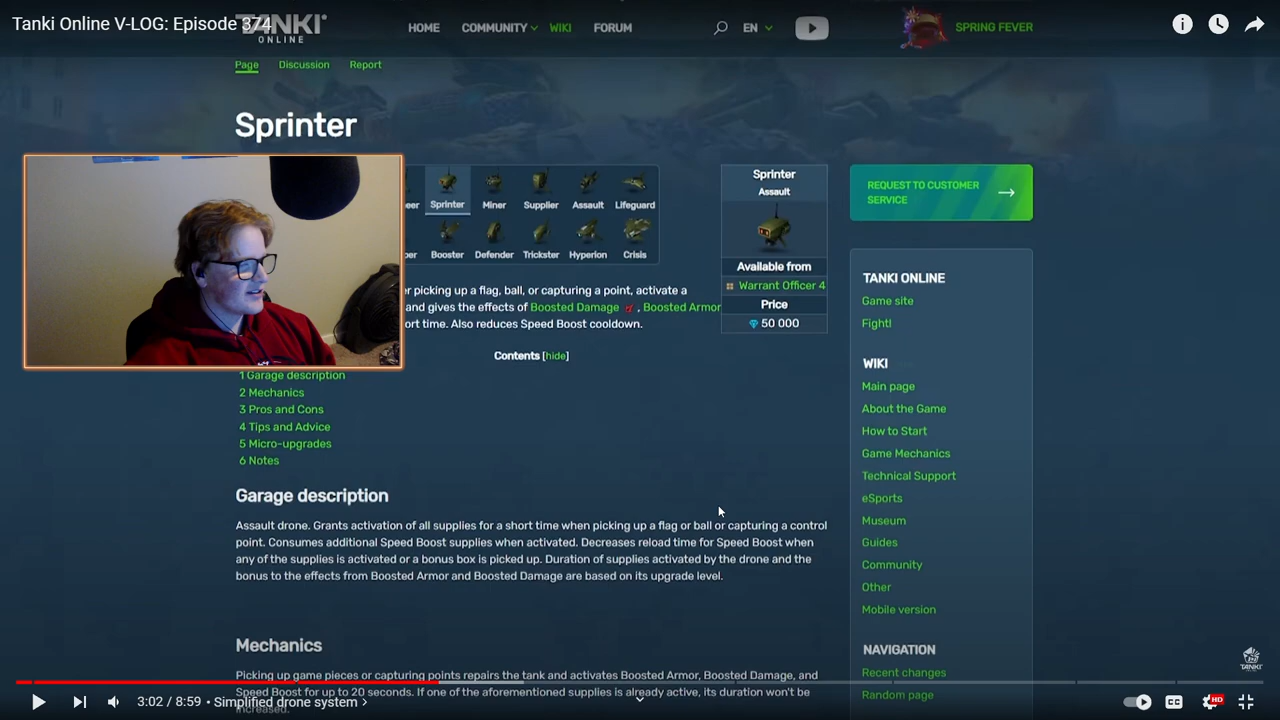 Tanki Online V-LOG: Episode 374
TANKI
ONLINE
HOME COMMUNITY WIKI FORUM EN SPRING FEVER
Page Discussion Report
Sprinter
eer Sprinter Miner Supplier Assault Lifeguard
per Booster Defender Trickster Hyperion Crisis
Sprinter
Assault
Available from
Warrant Officer 4
Price
50 000
REQUEST TO CUSTOMER
SERVICE
r picking up a flag, ball, or capturing a point, activate a
and gives the effects of Boosted Damage , Boosted Armor
ort time. Also reduces Speed Boost cooldown.
Contents [hide]
1 Garage description
2 Mechanics
3 Pros and Cons
4 Tips and Advice
5 Micro-upgrades
6 Notes
Garage description
Assault drone. Grants activation of all supplies for a short time when picking up a flag or ball or capturing a control
point. Consumes additional Speed Boost supplies when activated. Decreases reload time for Speed Boost when
any of the supplies is activated or a bonus box is picked up. Duration of supplies activated by the drone and the
bonus to the effects from Boosted Armor and Boosted Damage are based on its upgrade level.
Mechanics
Picking up game pieces or capturing points repairs the tank and activates Boosted Armor, Boosted Damage, and
Speed Boost for up to 20 seconds. If one of the aforementioned supplies is already active, its duration won't be
increased.
TANKI ONLINE
Game site
Fight!
WIKI
Main page
About the Game
How to Start
Game Mechanics
Technical Support
eSports
Museum
Guides
Community
Other
Mobile version
NAVIGATION
Recent changes
Random page
TANKI
3:02 / 8:59 • Simplified drone system
CC
HD